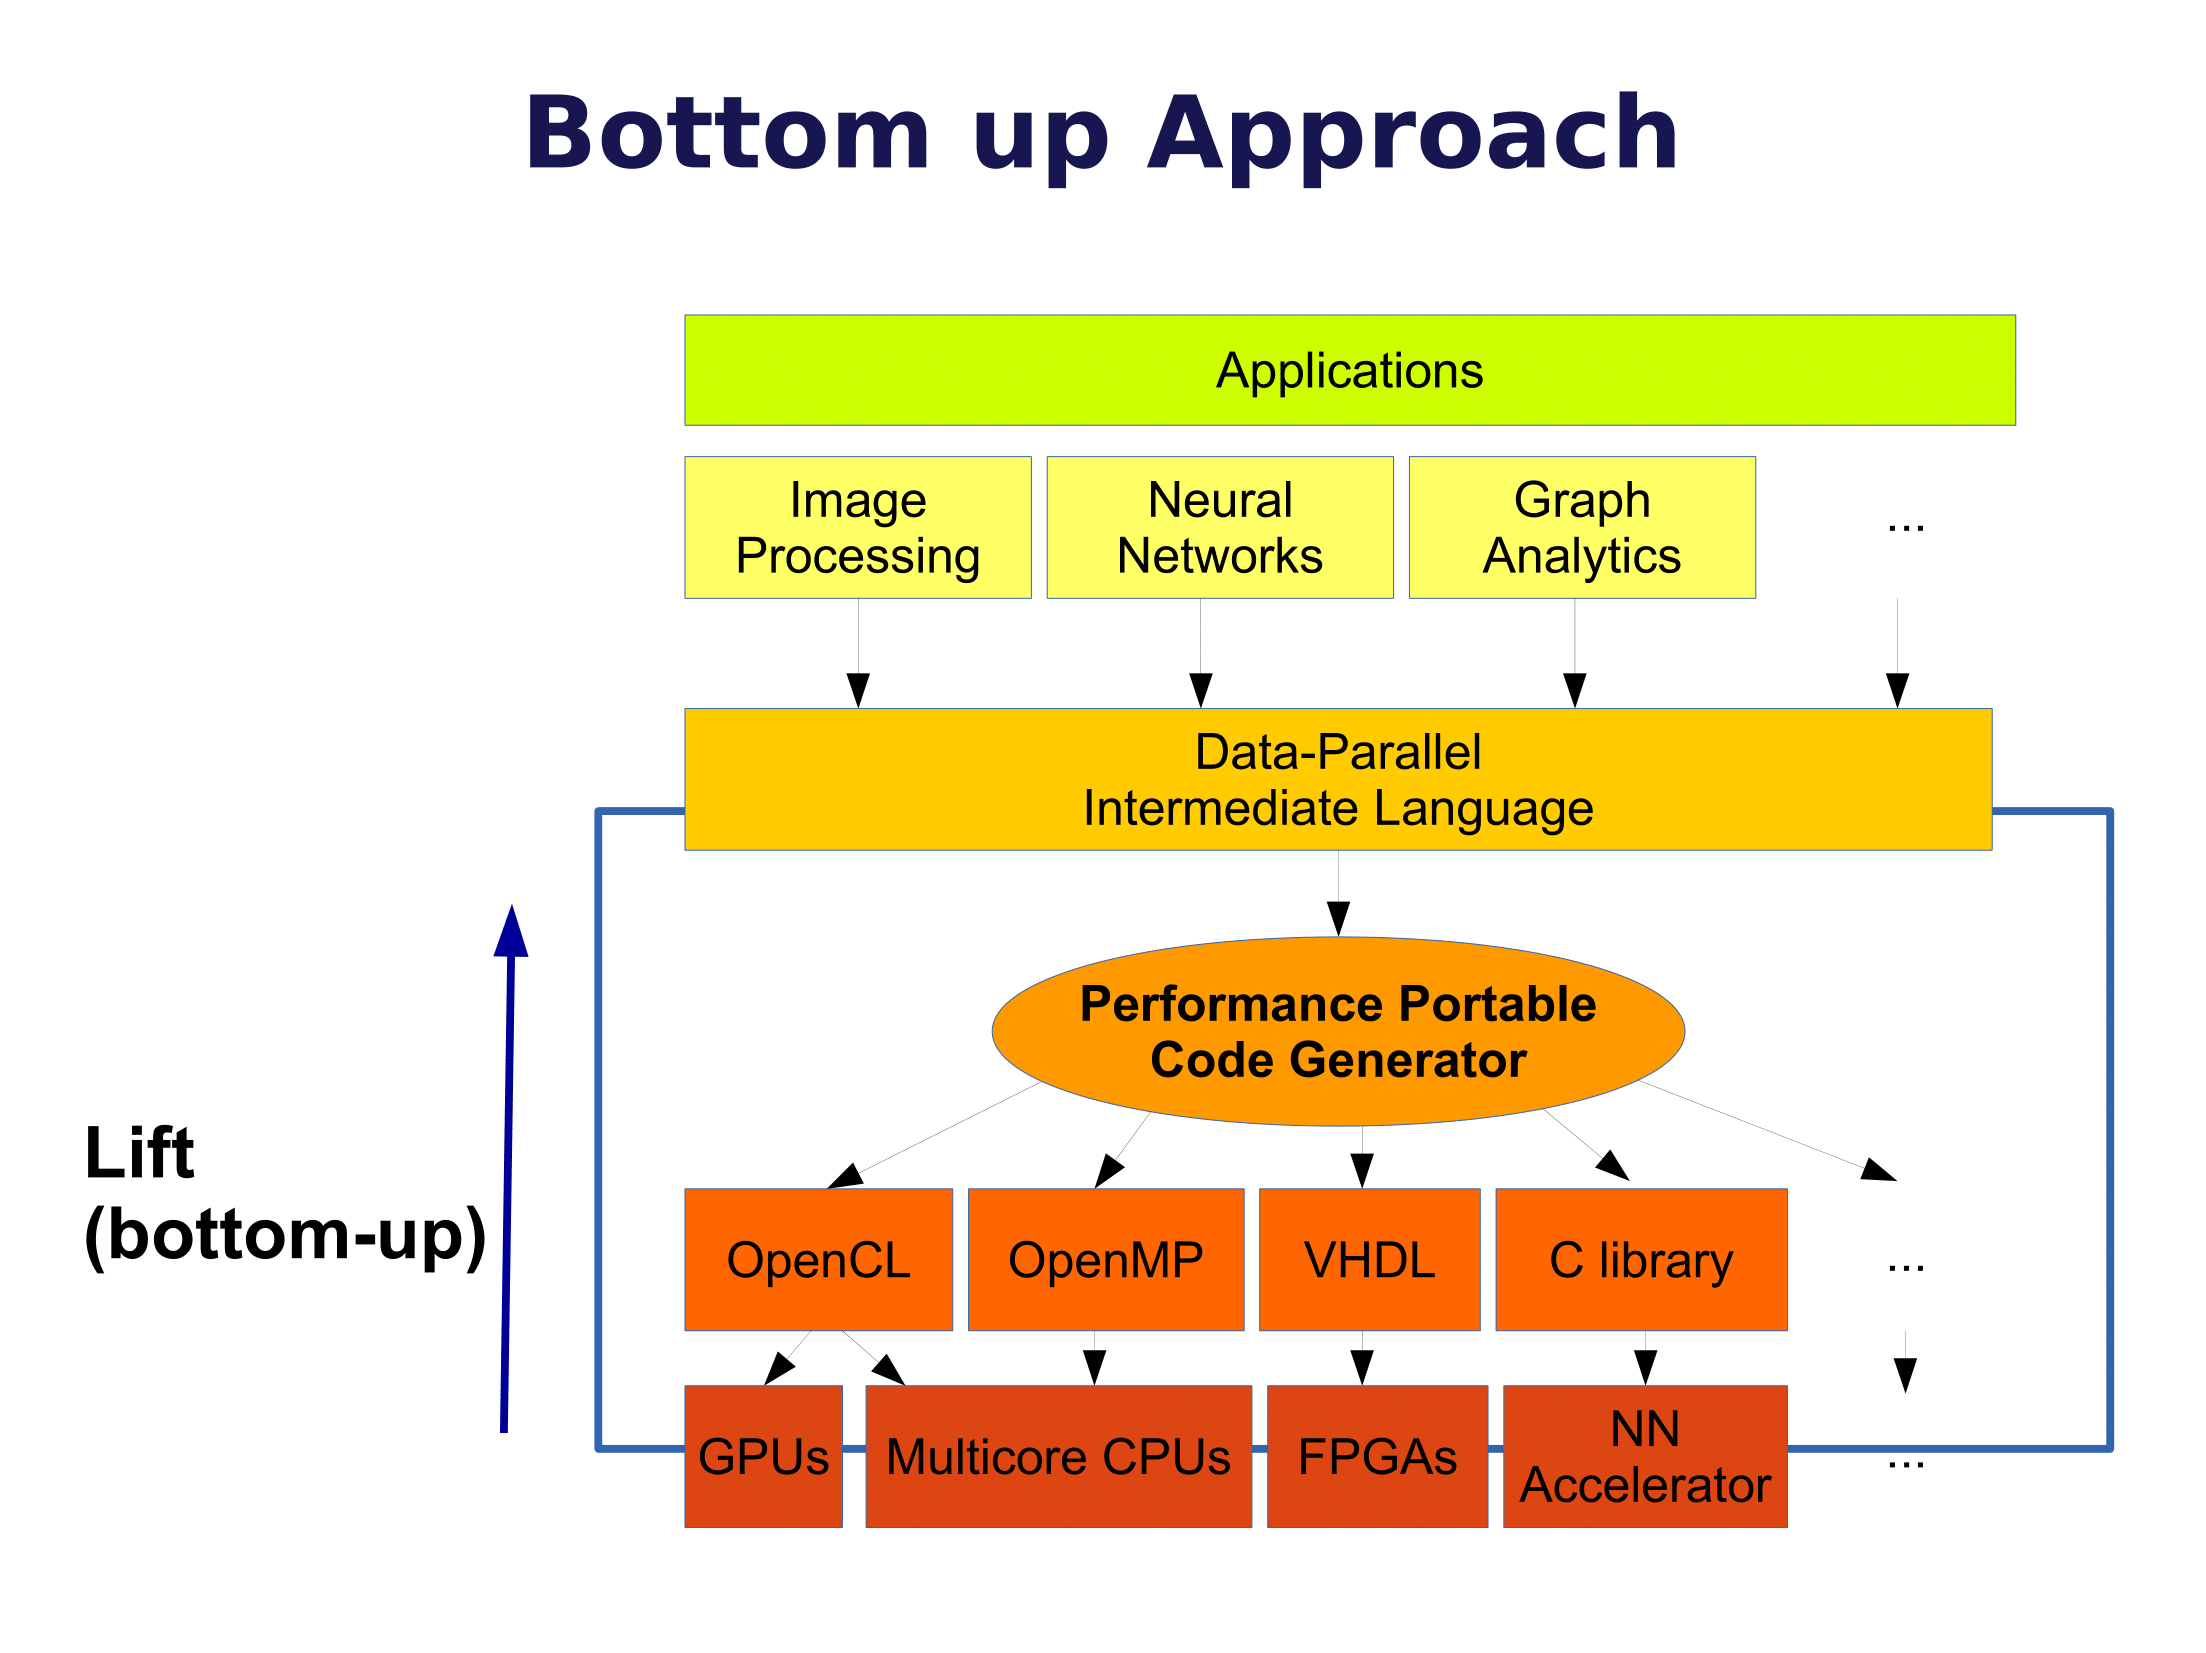 Bottom up Approach
Applications
Image
Processing
Neural
Networks
Graph
Analytics
...
Data-Parallel
Intermediate Language
Performance Portable
Code Generator
Lift
(bottom-up)
OpenCL
OpenMP
VHDL
C library
...
GPUs
Multicore CPUs
FPGAs
NN
Accelerator
...